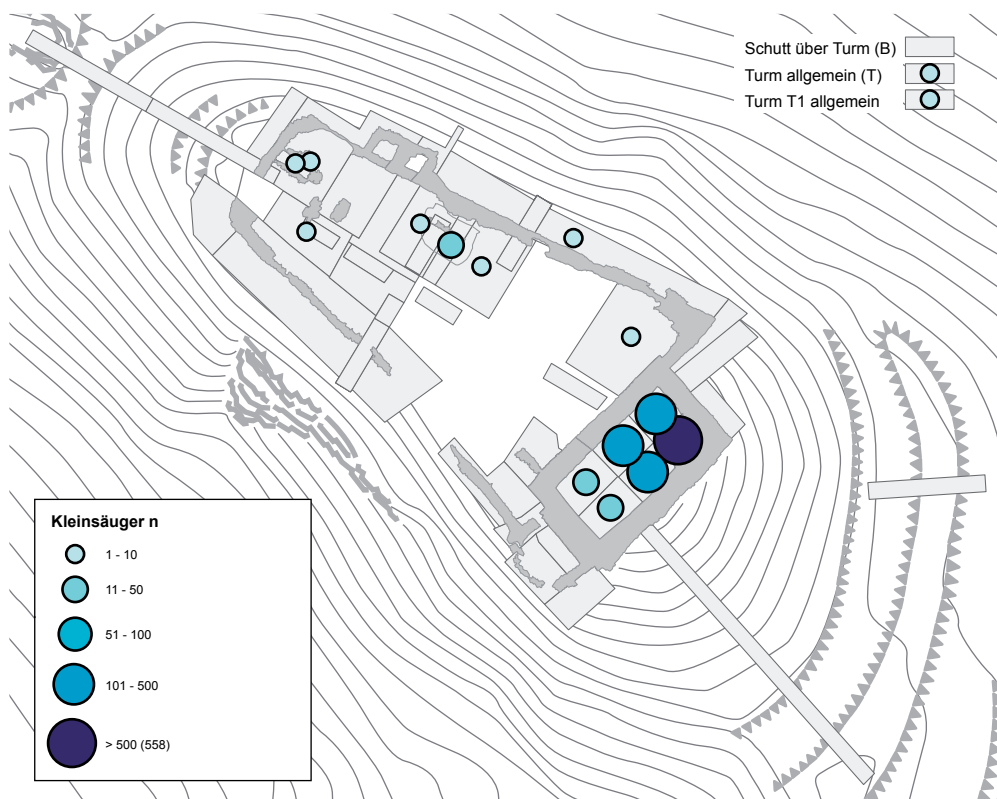 Schutt über Turm (B)
Turm allgemein (T)
Turm T1 allgemein
Kleinsäuger n
1 - 10
11 - 50
51 - 100
101 - 500
> 500 (558)